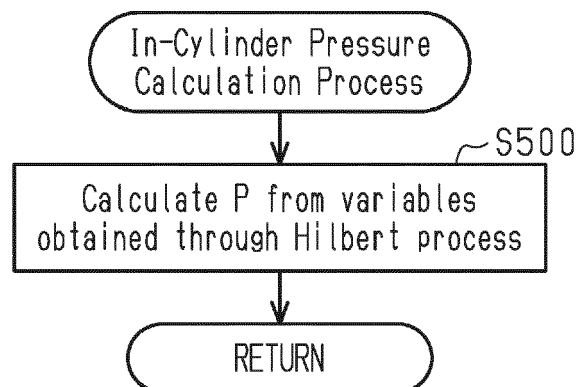 In-Cylinder Pressure
Calculation Process
S500
Calculate P from variables
obtained through Hilbert process
RETURN